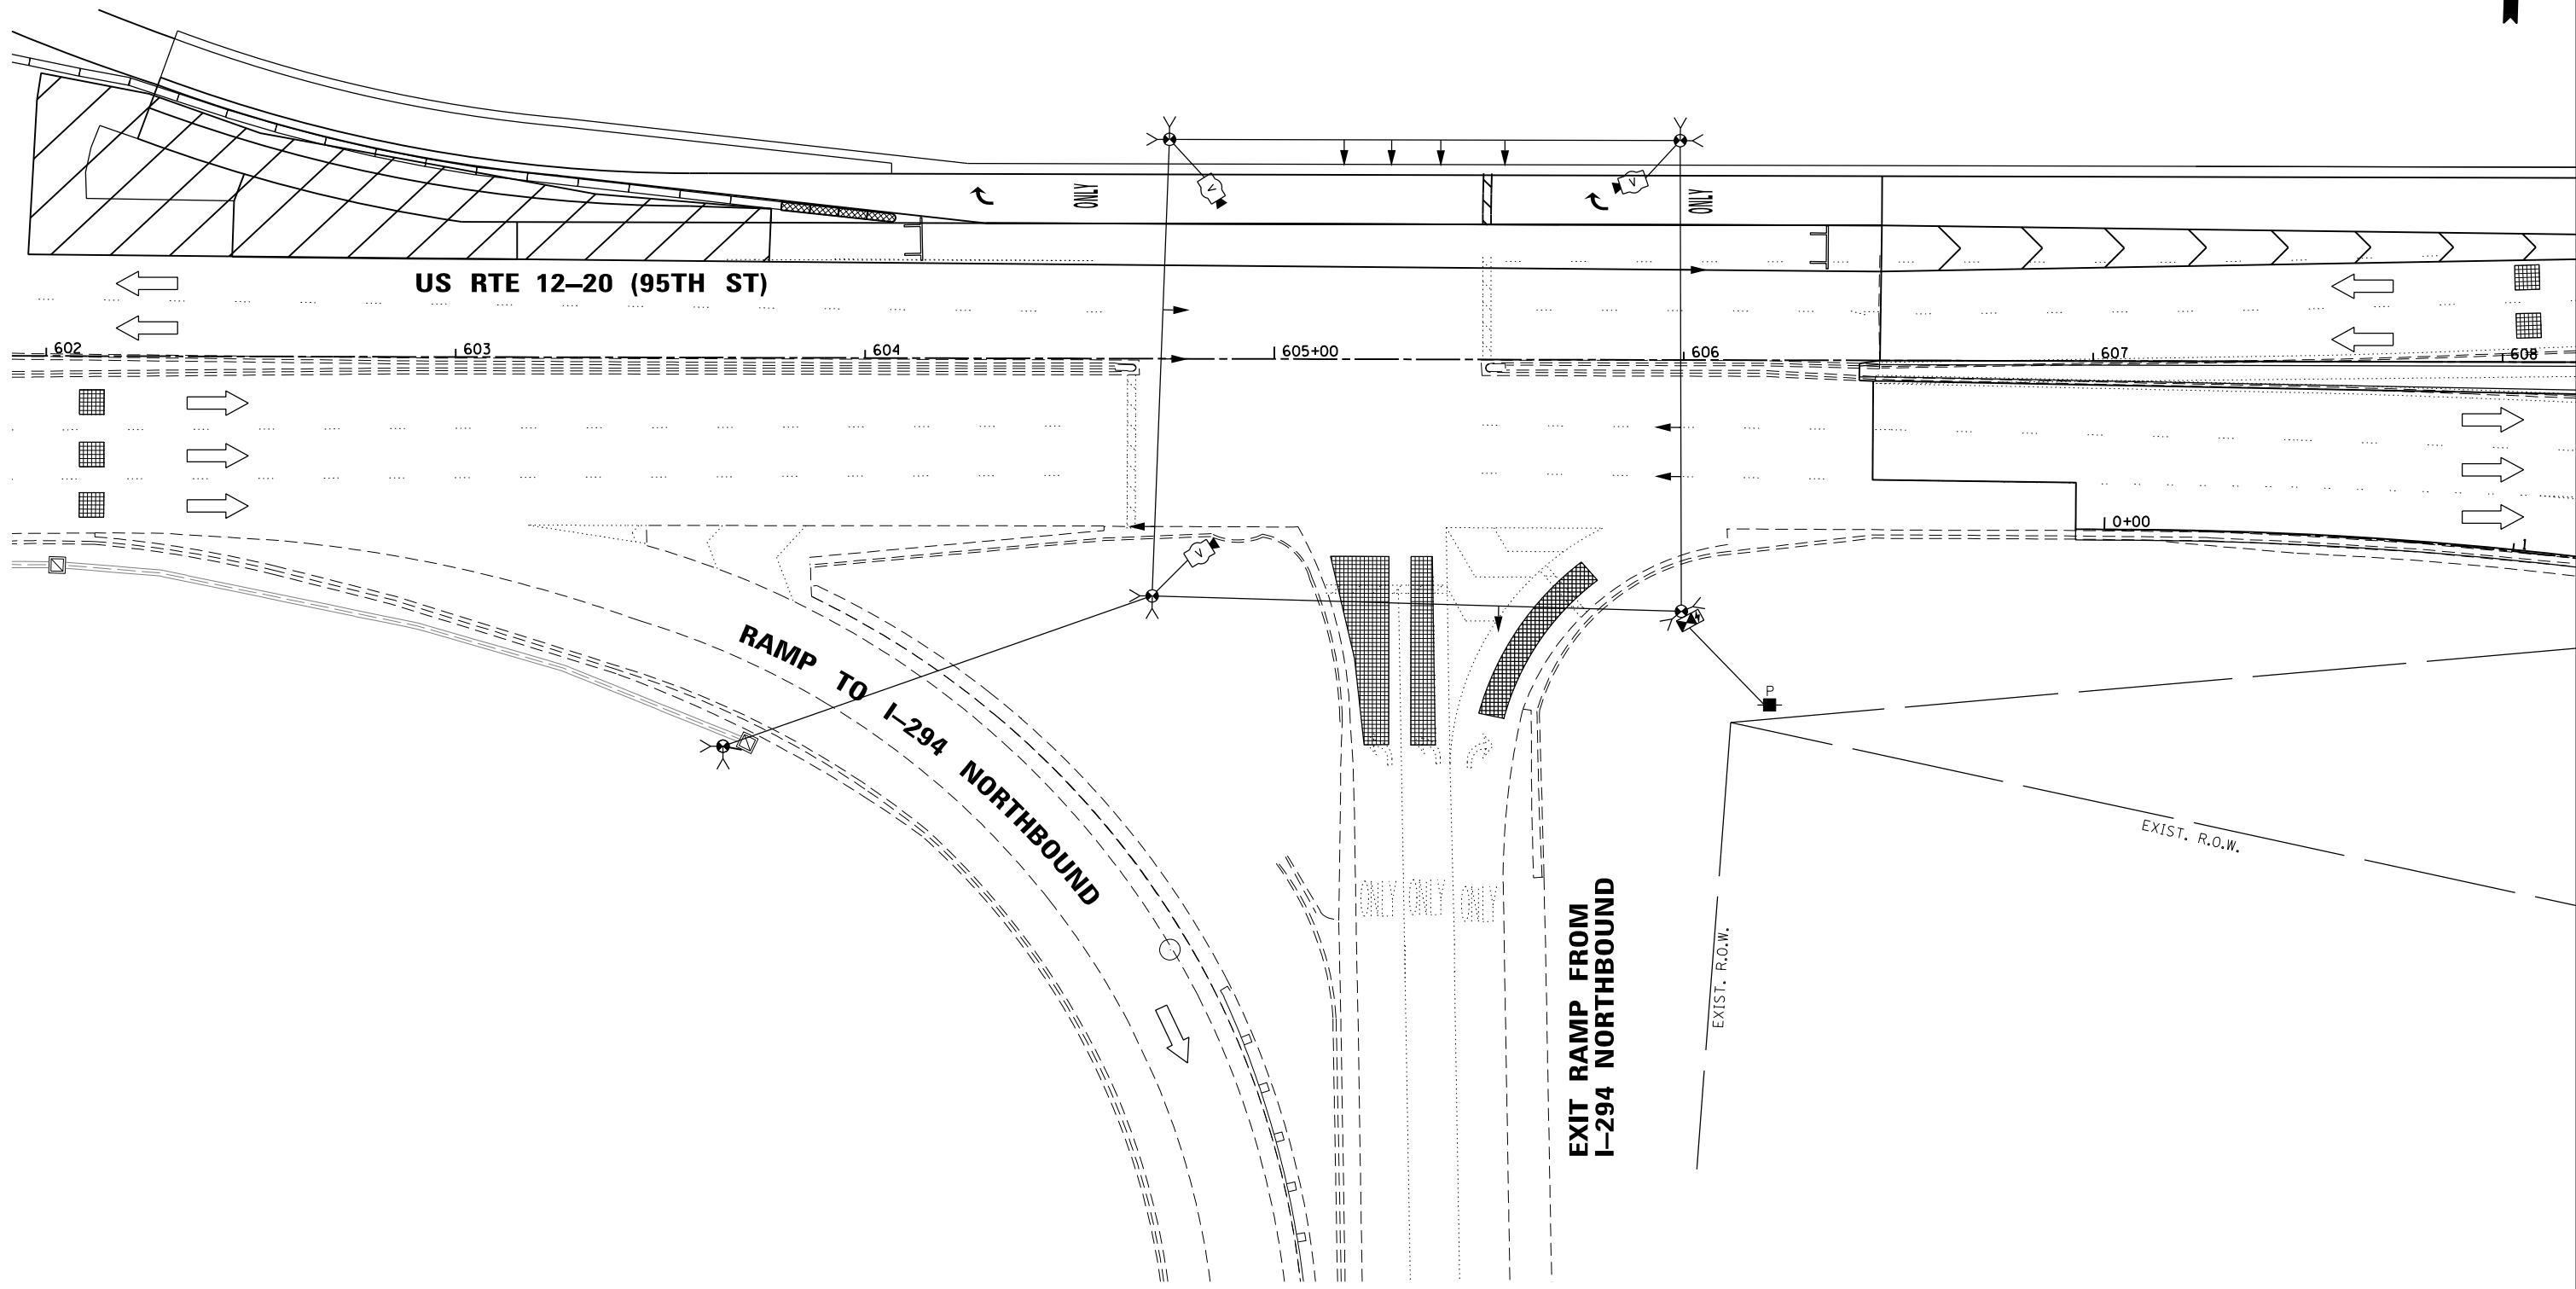 ONLY
ONLY
V
V
US RTE 12–20 (95TH ST)
602
603
604
605+00
606
607
608
0+00
1
V
RAMP TO I–294 NORTHBOUND
P
EXIST. R.O.W.
ONLY ONLY ONLY
EXIT RAMP FROM
I–294 NORTHBOUND
EXIST. R.O.W.